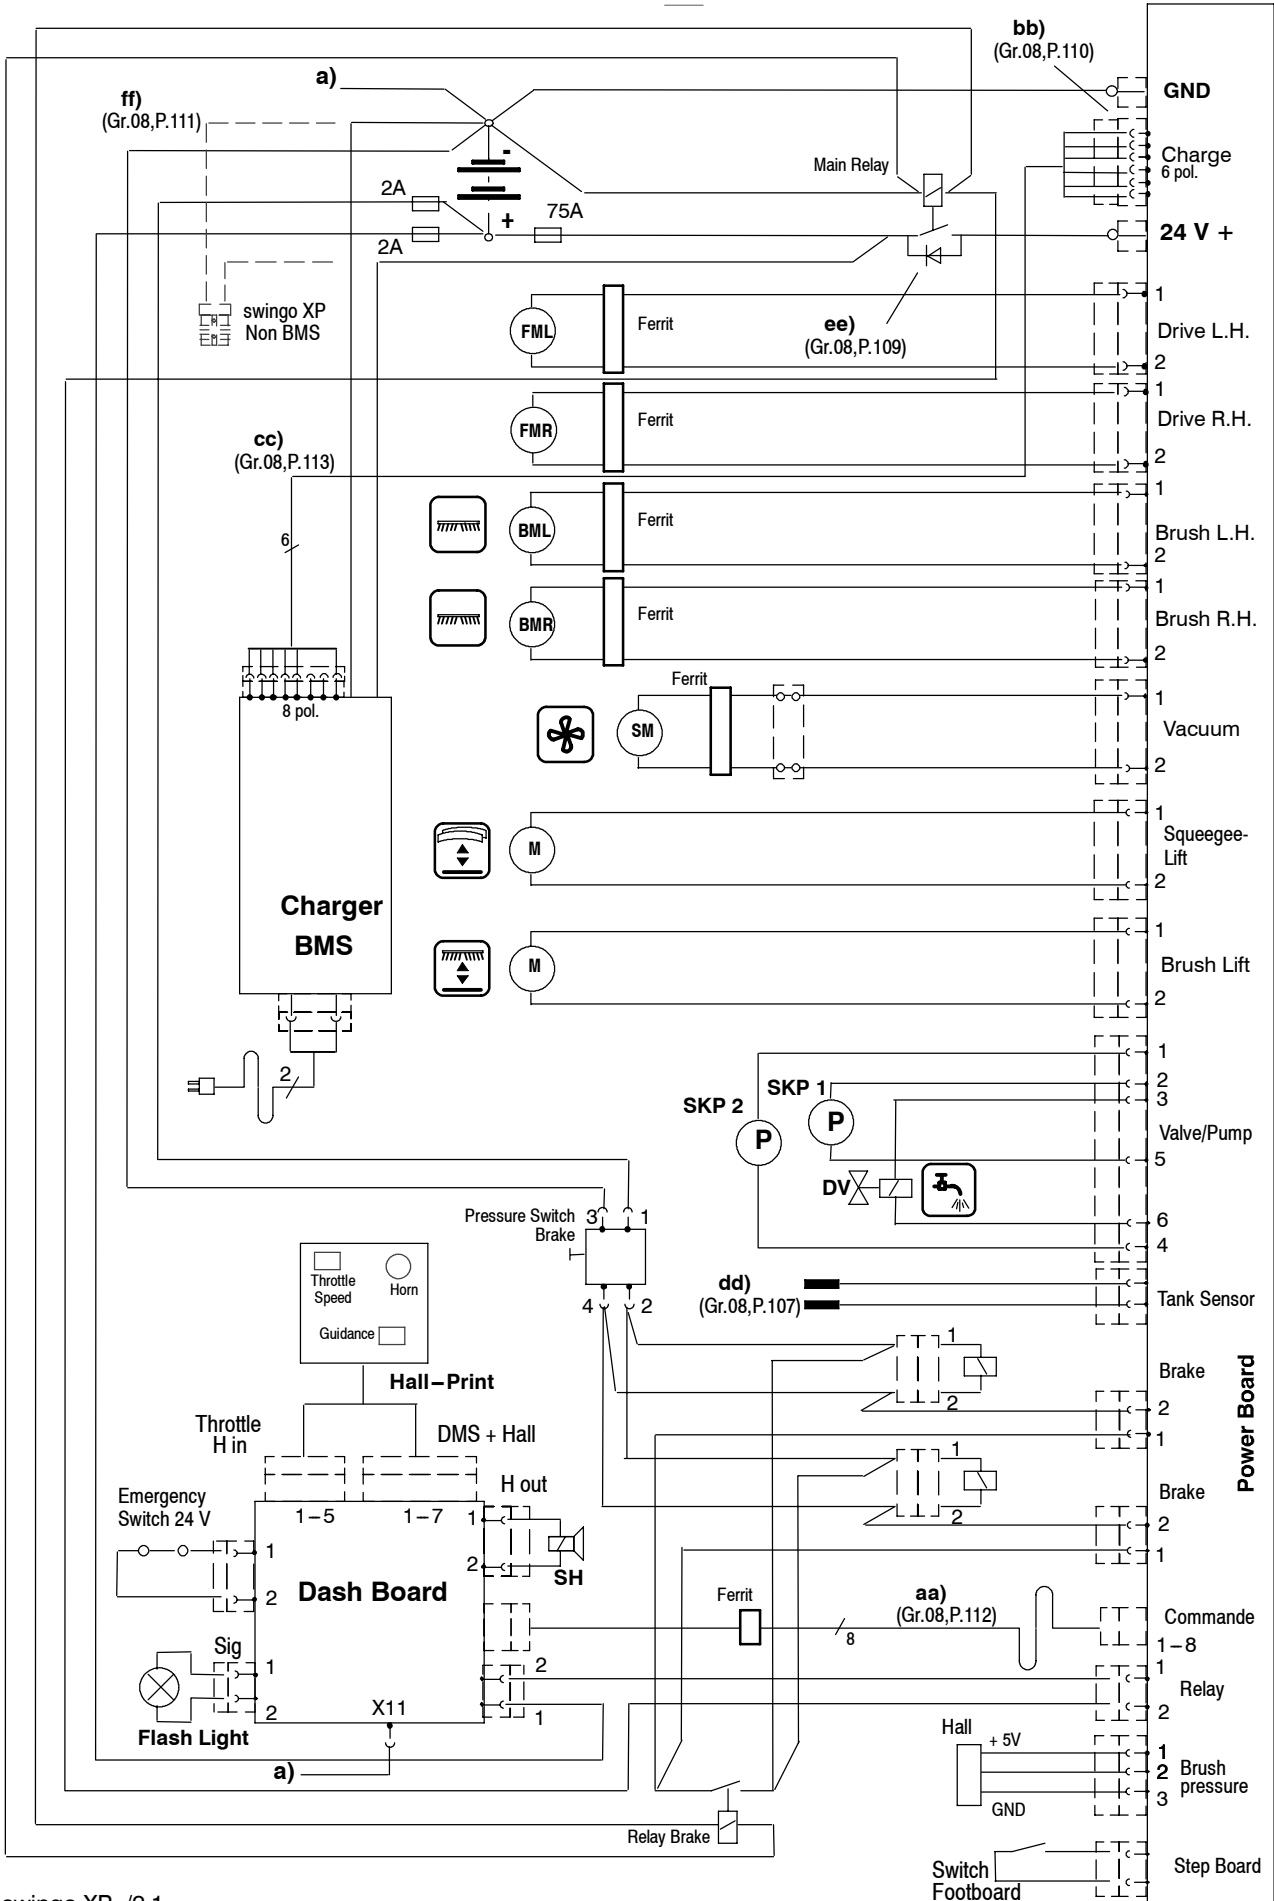 bb)
(Gr.08,P.110)
a)
GND
ff)
(Gr.08,P.111)
Charge
6 pol.
Main Relay
-
2A
+
75A
24 V +
2A
swingo XP
Non BMS
ee)
(Gr.08,P.109)
FML
Ferrit
1
Drive L.H.
2
FMR
Ferrit
1
Drive R.H.
2
cc)
(Gr.08,P.113)
6
BML
Ferrit
1
Brush L.H.
2
BMR
Ferrit
1
Brush R.H.
2
8 pol.
Ferrit
SM
1
Vacuum
2
M
1
Squeegee-
Lift
2
Charger
BMS
M
1
Brush Lift
2
2
SKP 2
SKP 1
P
P
DV
1
2
3
Valve/Pump
5
6
4
Pressure Switch
Brake
3
1
4
2
dd)
(Gr.08,P.107)
Tank Sensor
Throttle
Speed
Horn
Guidance
Hall–Print
1
2
Brake
2
1
Power Board
Throttle
H in
DMS + Hall
H out
1
2
Brake
2
1
Emergency
Switch 24 V
1–5
1–7
1
2
1
2
SH
Dash Board
Ferrit
8
aa)
(Gr.08,P.112)
Commande
1–8
Sig
1
2
Flash Light
X11
2
1
1
Relay
2
a)
Hall
+ 5V
GND
1
2
3
Brush
pressure
Relay Brake
Switch
Footboard
Step Board
swingo XP /2.1